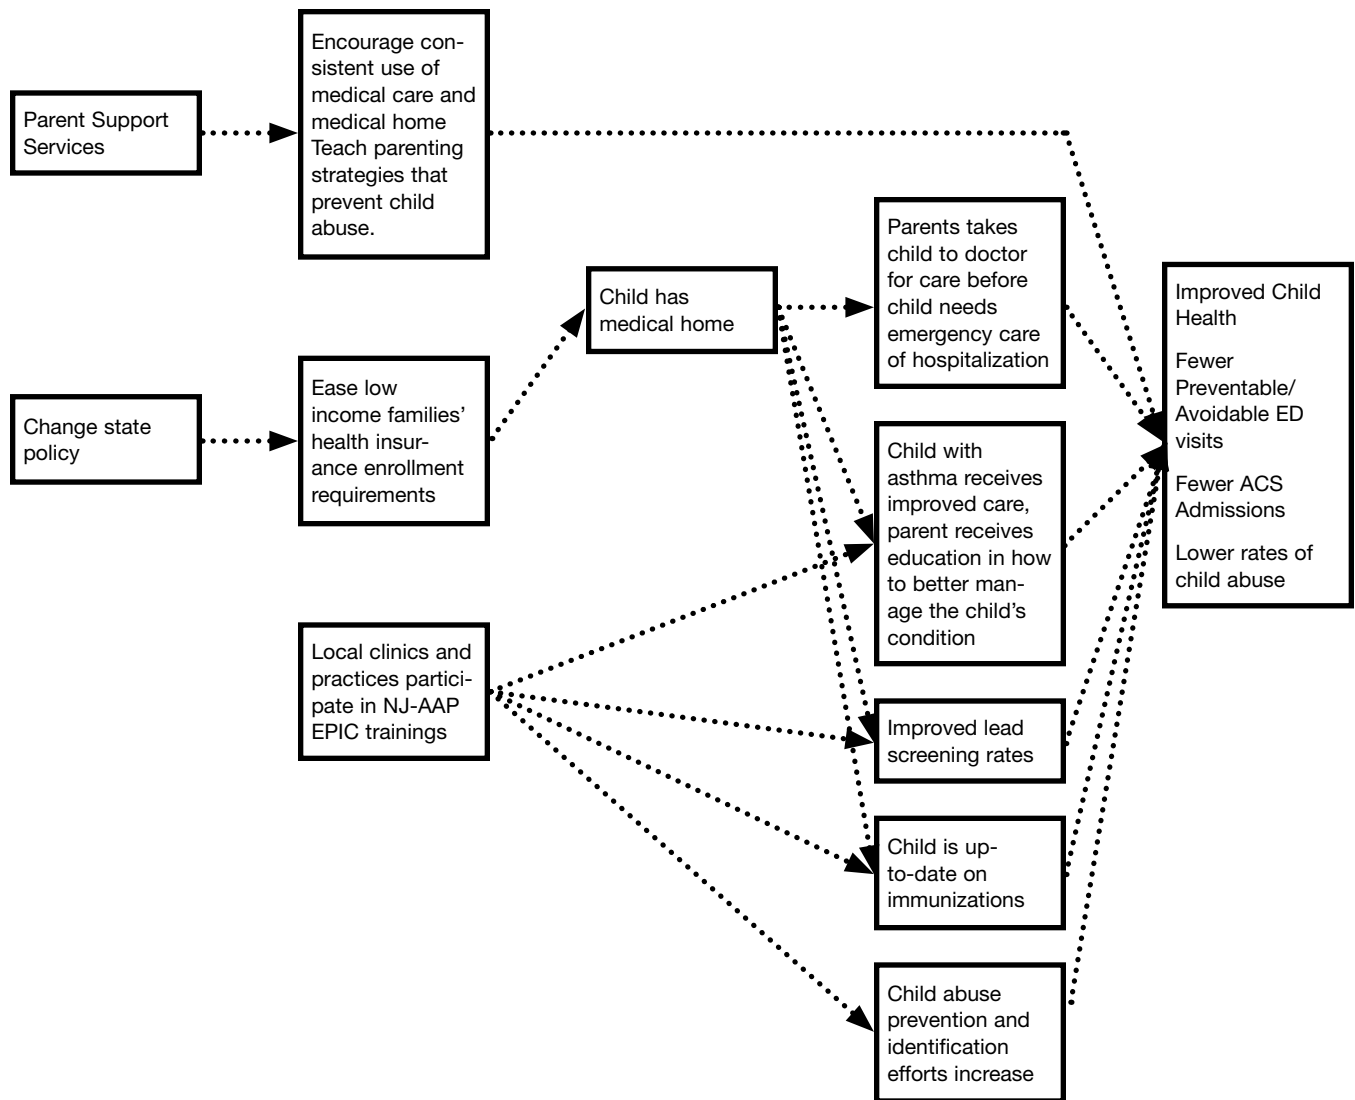 Parent Support
Services
Encourage con-
sistent use of
medical care and
medical home
Teach parenting
strategies that
prevent child
abuse.
Change state
policy
Ease low
income families’
health insur-
ance enrollment
requirements
Local clinics and
practices partici-
pate in NJ-AAP
EPIC trainings
Child has
medical home
Parents takes
child to doctor
for care before
child needs
emergency care
of hospitalization
Child with
asthma receives
improved care,
parent receives
education in how
to better man-
age the child’s
condition
Improved lead
screening rates
Child is up-
to-date on
immunizations
Child abuse
prevention and
identification
efforts increase
Improved Child
Health
Fewer
Preventable/
Avoidable ED
visits
Fewer ACS
Admissions
Lower rates of
child abuse